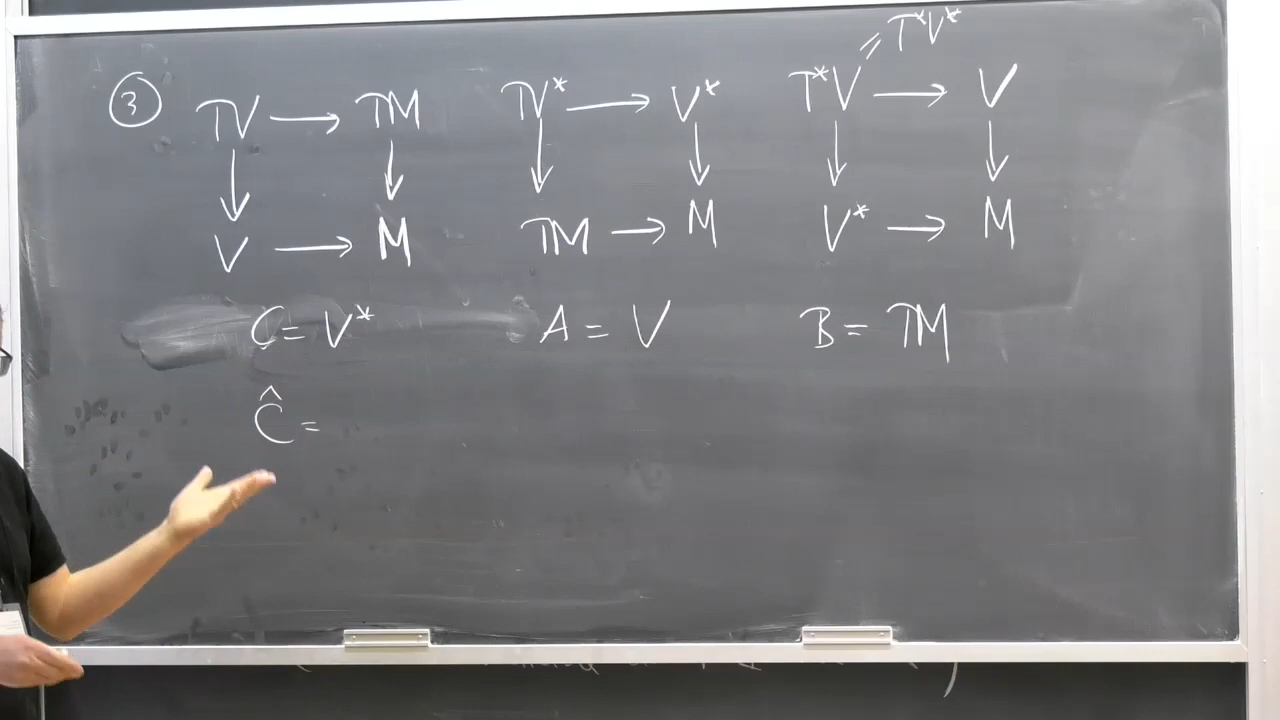 = T*V*
③ TV → TM TV* → V* T*V → V
↓ ↓ ↓ ↓ ↓ ↓
V → M TM → M V* → M
C = V* A = V B = TM
Ĉ =